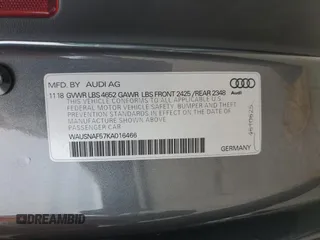 MFD. BY AUDI AG
11 18 GVWR LBS 4652 GAWR LBS FRONT 2425 / REAR 2348
THIS VEHICLE CONFORMS TO ALL APPLICABLE U.S.
FEDERAL MOTOR VEHICLE SAFETY,
BUMPER, AND THEFT PREVENTION
STANDARDS IN EFFECT ON THE
DATE OF MANUFACTURE SHOWN ABOVE
PASSENGER CAR
Audi
WAUSNAF57KA016466
GERMANY
DREAMBID